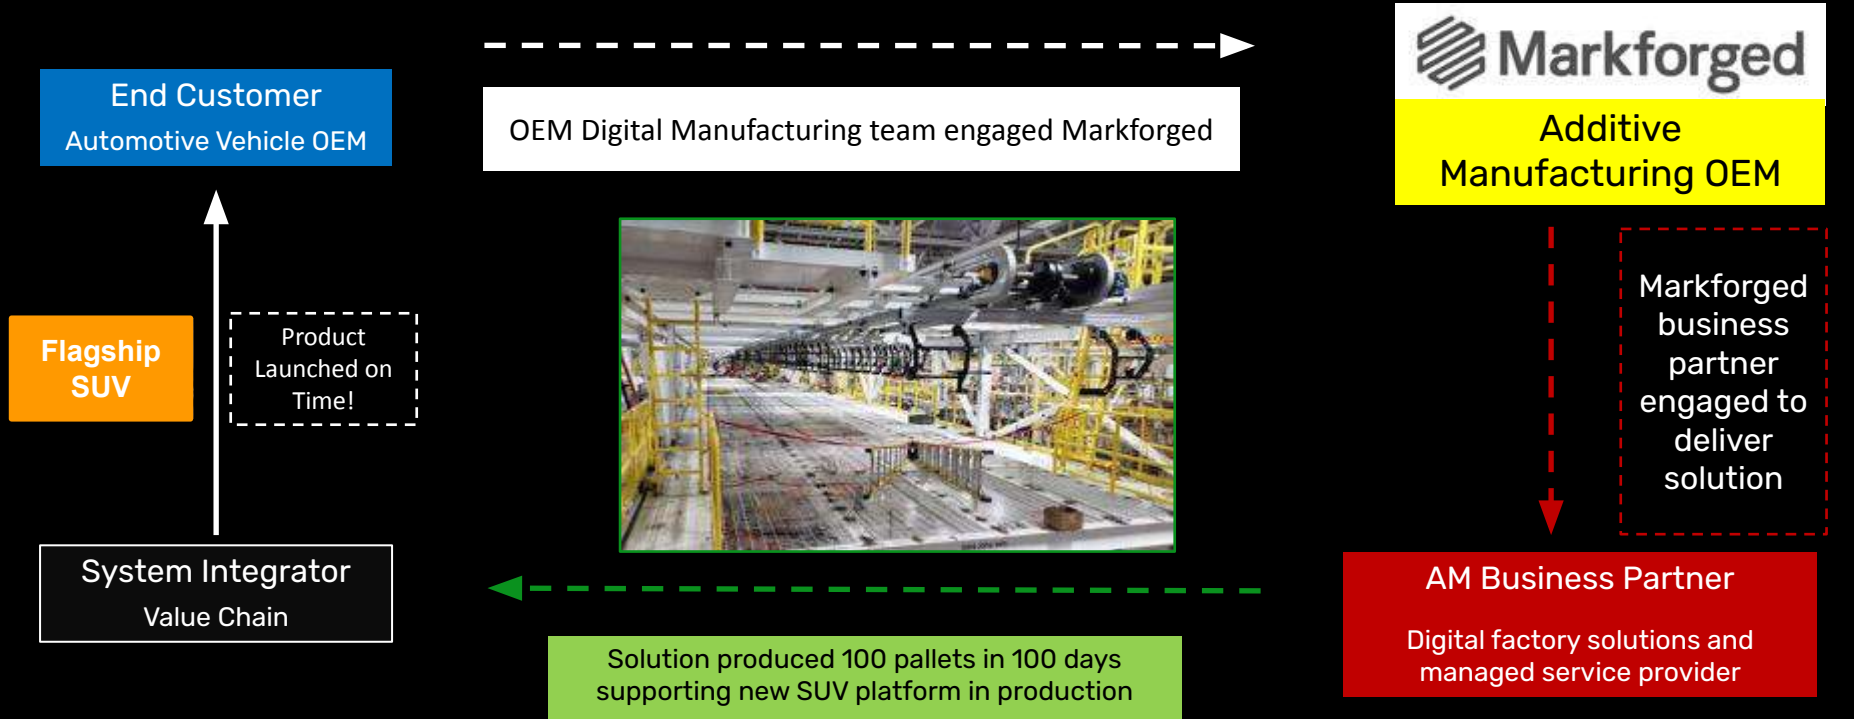 Markforged
End Customer
Automotive Vehicle OEM
OEM Digital Manufacturing team engaged Markforged
Additive
Manufacturing OEM
Flagship
SUV
Product
Launched on
Time!
Markforged
business
partner
engaged to
deliver
solution
System Integrator
Value Chain
AM Business Partner
Digital factory solutions and
managed service provider
Solution produced 100 pallets in 100 days
supporting new SUV platform in production